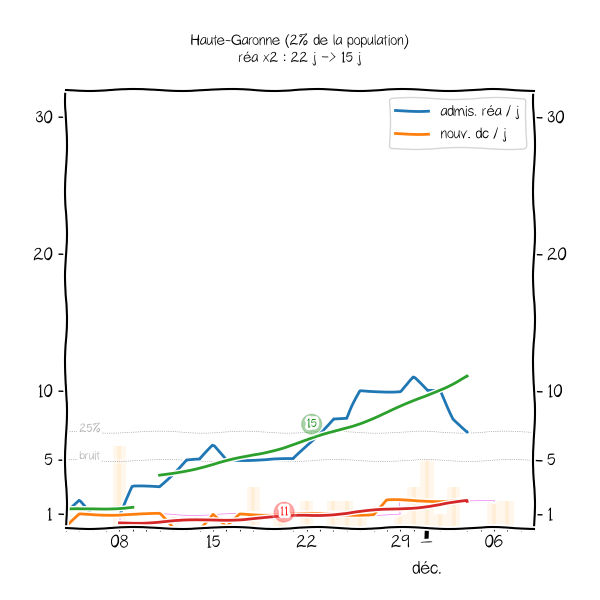 Haute-Garonne (2% de la population)
réa x2 : 22 j -> 15 j
admis. réa / j
nouv. dc / j
30 30
20 20
10 10
25%
15
bruit
5 5
11
1 1
08 15 22 29 06
déc.